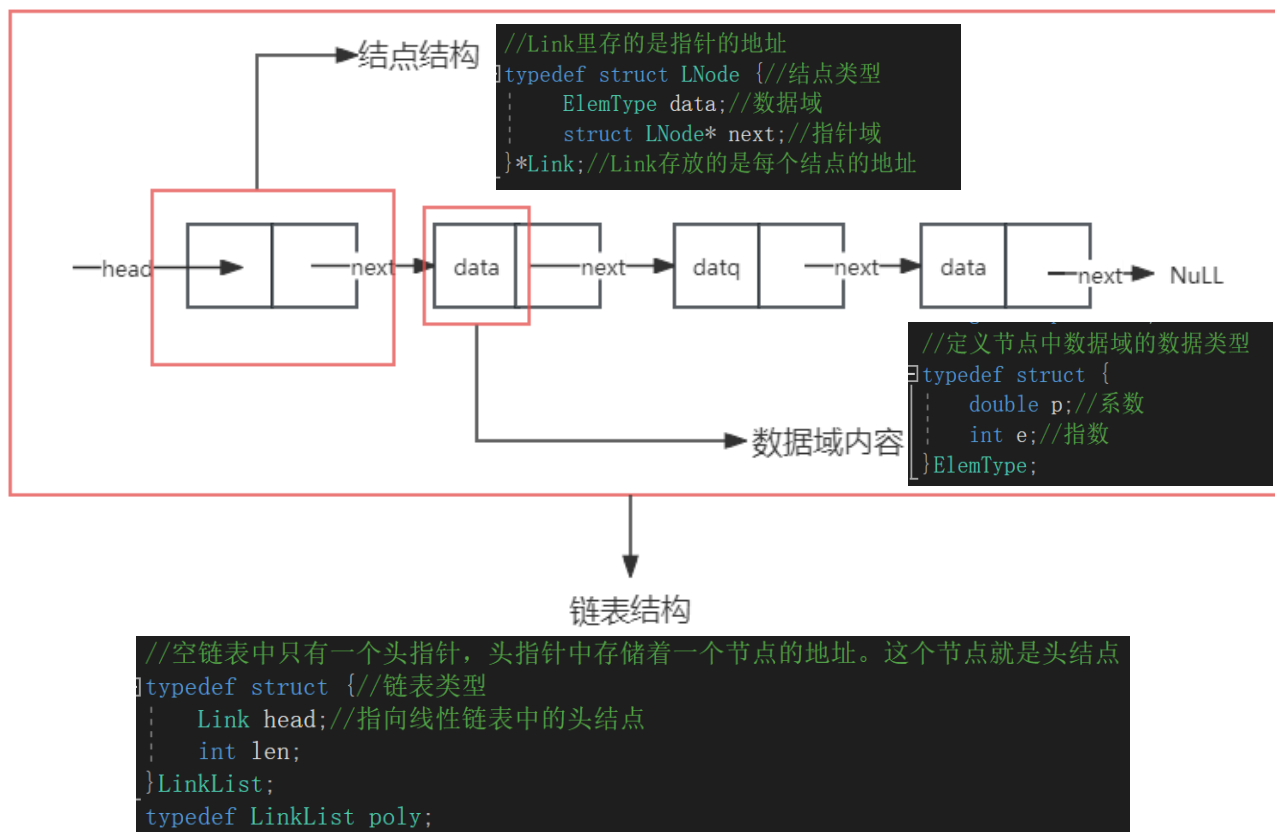 结点结构
//Link里存的是指针的地址
typedef struct LNode {//结点类型
ElemType data;//数据域
struct LNode* next;//指针域
}*Link;//Link存放的是每个结点的地址
head
next
data
next
datq
next
data
next
NuLL
//定义节点中数据域的数据类型
typedef struct {
double p;//系数
int e;//指数
}ElemType;
数据域内容
链表结构
//空链表中只有一个头指针，头指针中存储着一个节点的地址。这个节点就是头结点
typedef struct {//链表类型
Link head;//指向线性链表中的头结点
int len;
}LinkList;
typedef LinkList poly;